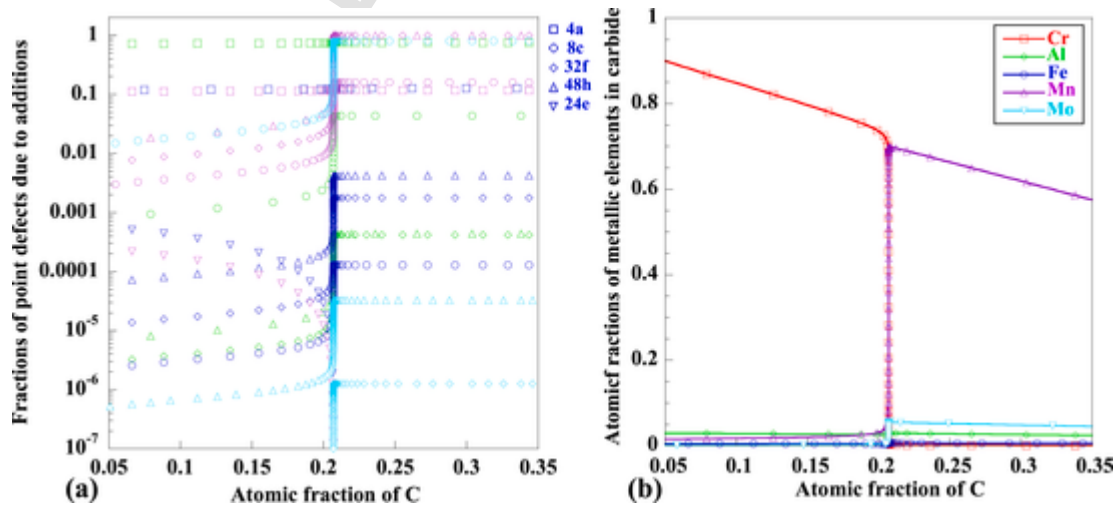 Fractions of point defects due to additions
1
0.1
0.01
0.001
0.0001
10-5
10-6
10-7
0.05 0.1 0.15 0.2 0.25 0.3 0.35
(a)
Atomic fraction of C
4a
8c
32f
48h
24e
Atomicf ractions of metallic elements in carbide
1
0.8
0.6
0.4
0.2
0
0.05 0.1 0.15 0.2 0.25 0.3 0.35
(b)
Atomic fraction of C
Cr
Al
Fe
Mn
Mo